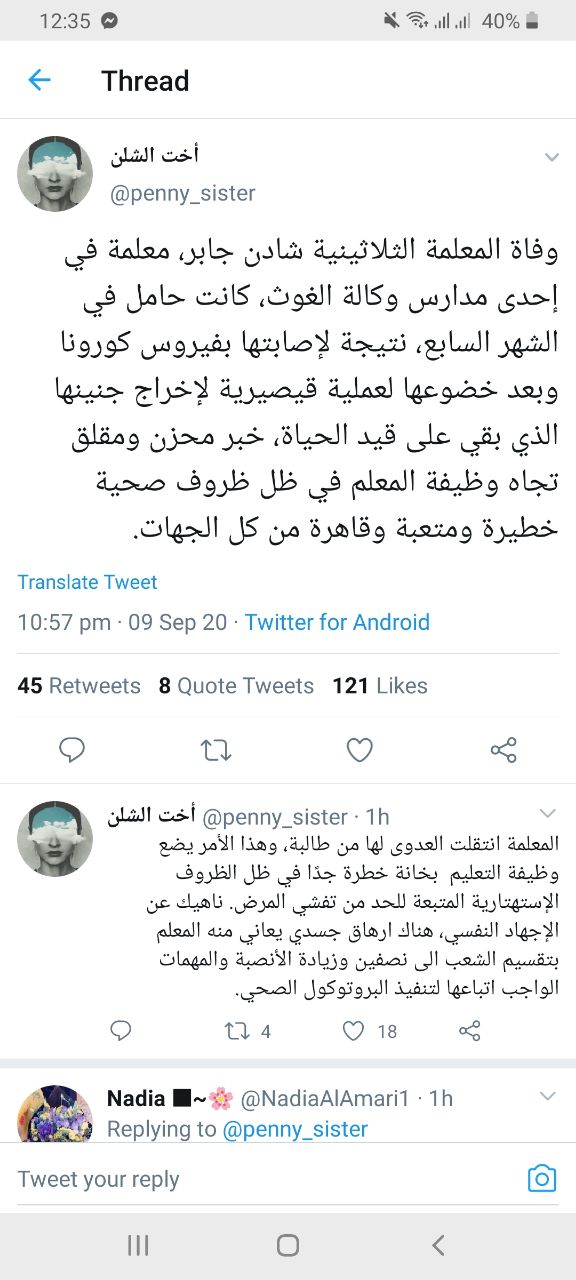 12:35
40%
Thread
أخت الشلن
@penny_sister
وفاة المعلمة الثلاثينية شادن جابر، معلمة في
إحدى مدارس وكالة الغوث، كانت حامل في
الشهر السابع، نتيجة لإصابتها بفيروس كورونا
وبعد خضوعها لعملية قيصيرية لإخراج جنينها
الذي بقي على قيد الحياة، خبر محزن ومقلق
تجاه وظيفة المعلم في ظل ظروف صحية
خطيرة ومتعبة وقاهرة من كل الجهات.
Translate Tweet
10:57 pm · 09 Sep 20 · Twitter for Android
45 Retweets 8 Quote Tweets 121 Likes
أخت الشلن @penny_sister · 1h
المعلمة انتقلت العدوى لها من طالبة، وهذا الأمر يضع
وظيفة التعليم بخانة خطرة جدًا في ظل الظروف
الإستهتارية المتبعة للحد من تفشي المرض. ناهيك عن
الإجهاد النفسي، هناك ارهاق جسدي يعاني منه المعلم
بتقسيم الشعب الى نصفين وزيادة الأنصبة والمهمات
الواجب اتباعها لتنفيذ البروتوكول الصحي.
4 18
Nadia ⬛~🌸 @NadiaAlAmari1 · 1h
Replying to @penny_sister
Tweet your reply